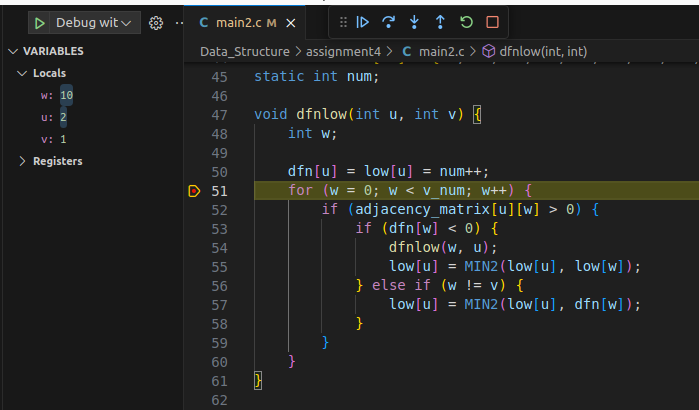 Debug wit
main2.c M
Data_Structure > assignment4 > C main2.c > dfnlow(int, int)
VARIABLES
Locals
w: 10
u: 2
v: 1
Registers
45 static int num;
46
47 void dfnlow(int u, int v) {
48 int w;
49
50 dfn[u] = low[u] = num++;
51 for (w = 0; w < v_num; w++) {
52 if (adjacency_matrix[u][w] > 0) {
53 if (dfn[w] < 0) {
54 dfnlow(w, u);
55 low[u] = MIN2(low[u], low[w]);
56 } else if (w != v) {
57 low[u] = MIN2(low[u], dfn[w]);
58 }
59 }
60 }
61 }
62